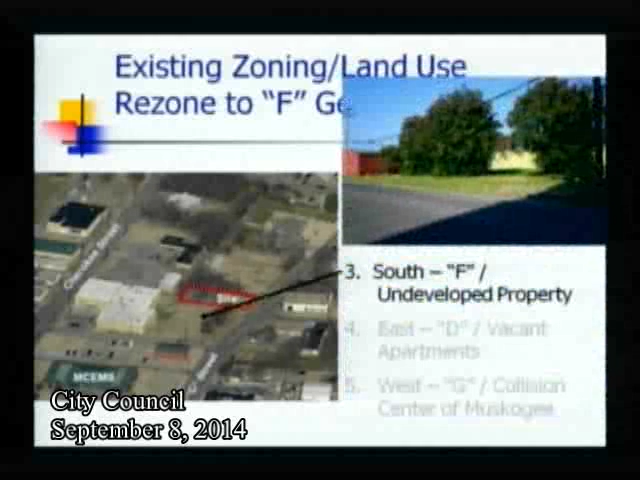 Existing Zoning/Land Use
Rezone to “F” Ge
3. South – “F” /
Undeveloped Property
4. East – “D” / Vacant
Apartments
5. West – “G” / Collision
Center of Muskogee
MCEMS
City Council
September 8, 2014